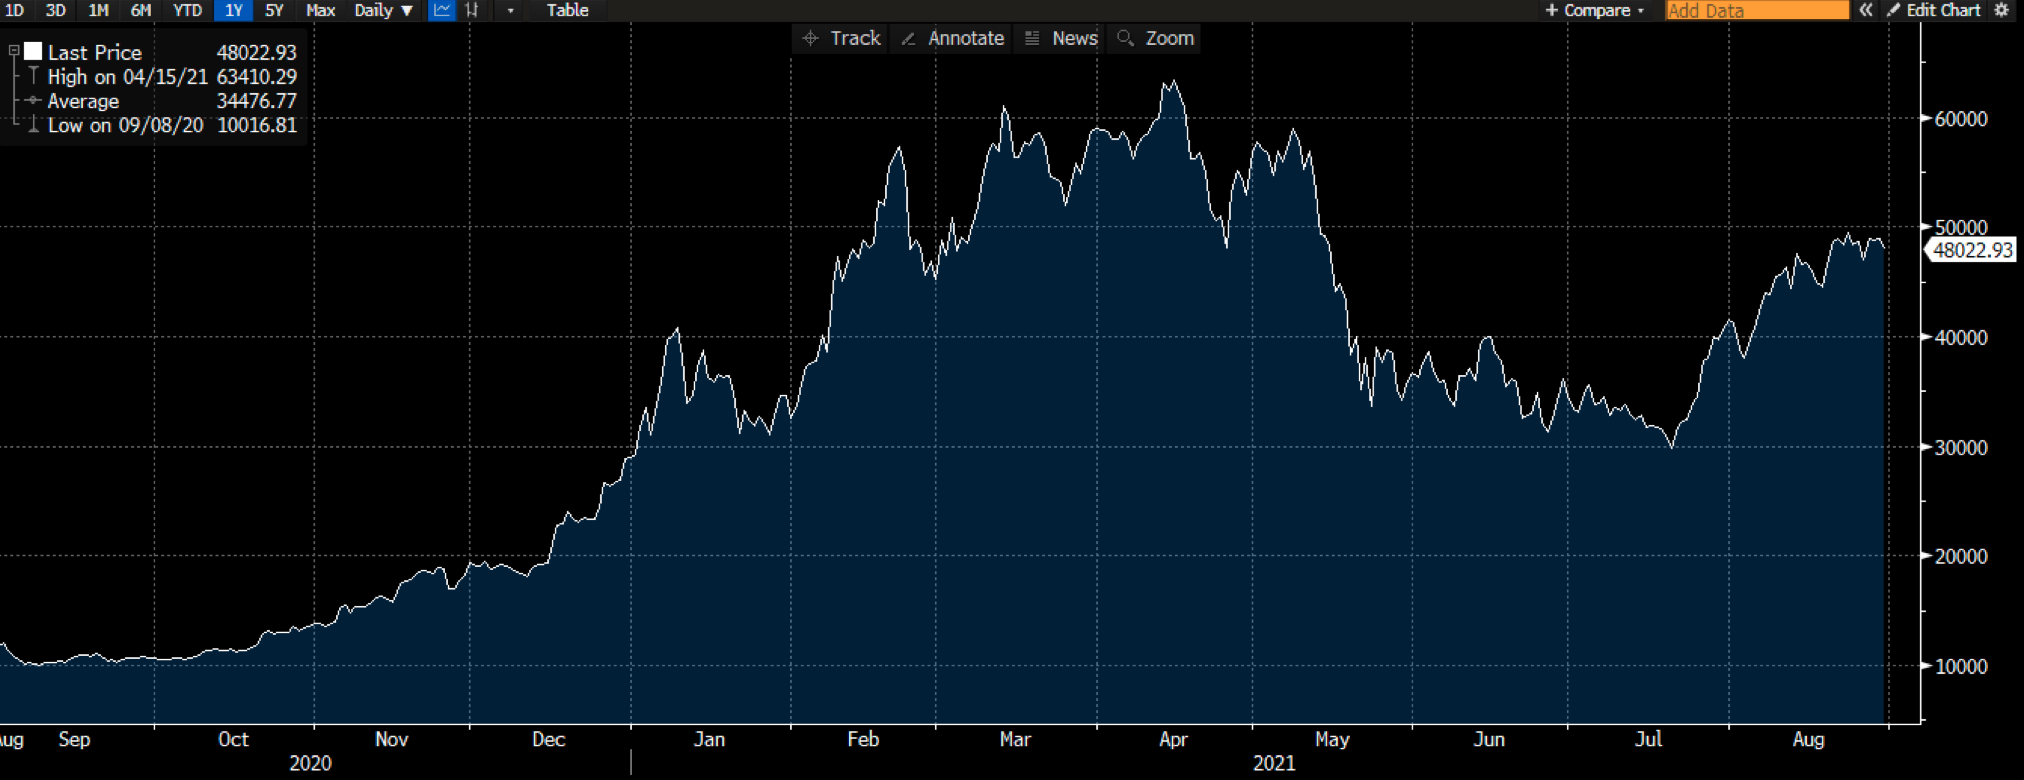 1D 3D 1M 6M YTD 1Y 5Y Max Daily ▼ Table + Compare Add Data « Edit Chart
Track Annotate News Zoom
Last Price 48022.93
High on 04/15/21 63410.29
Average 34476.77
Low on 09/08/20 10016.81
60000
50000
48022.93
40000
30000
20000
10000
ug Sep Oct Nov Dec Jan Feb Mar Apr May Jun Jul Aug
2020 2021